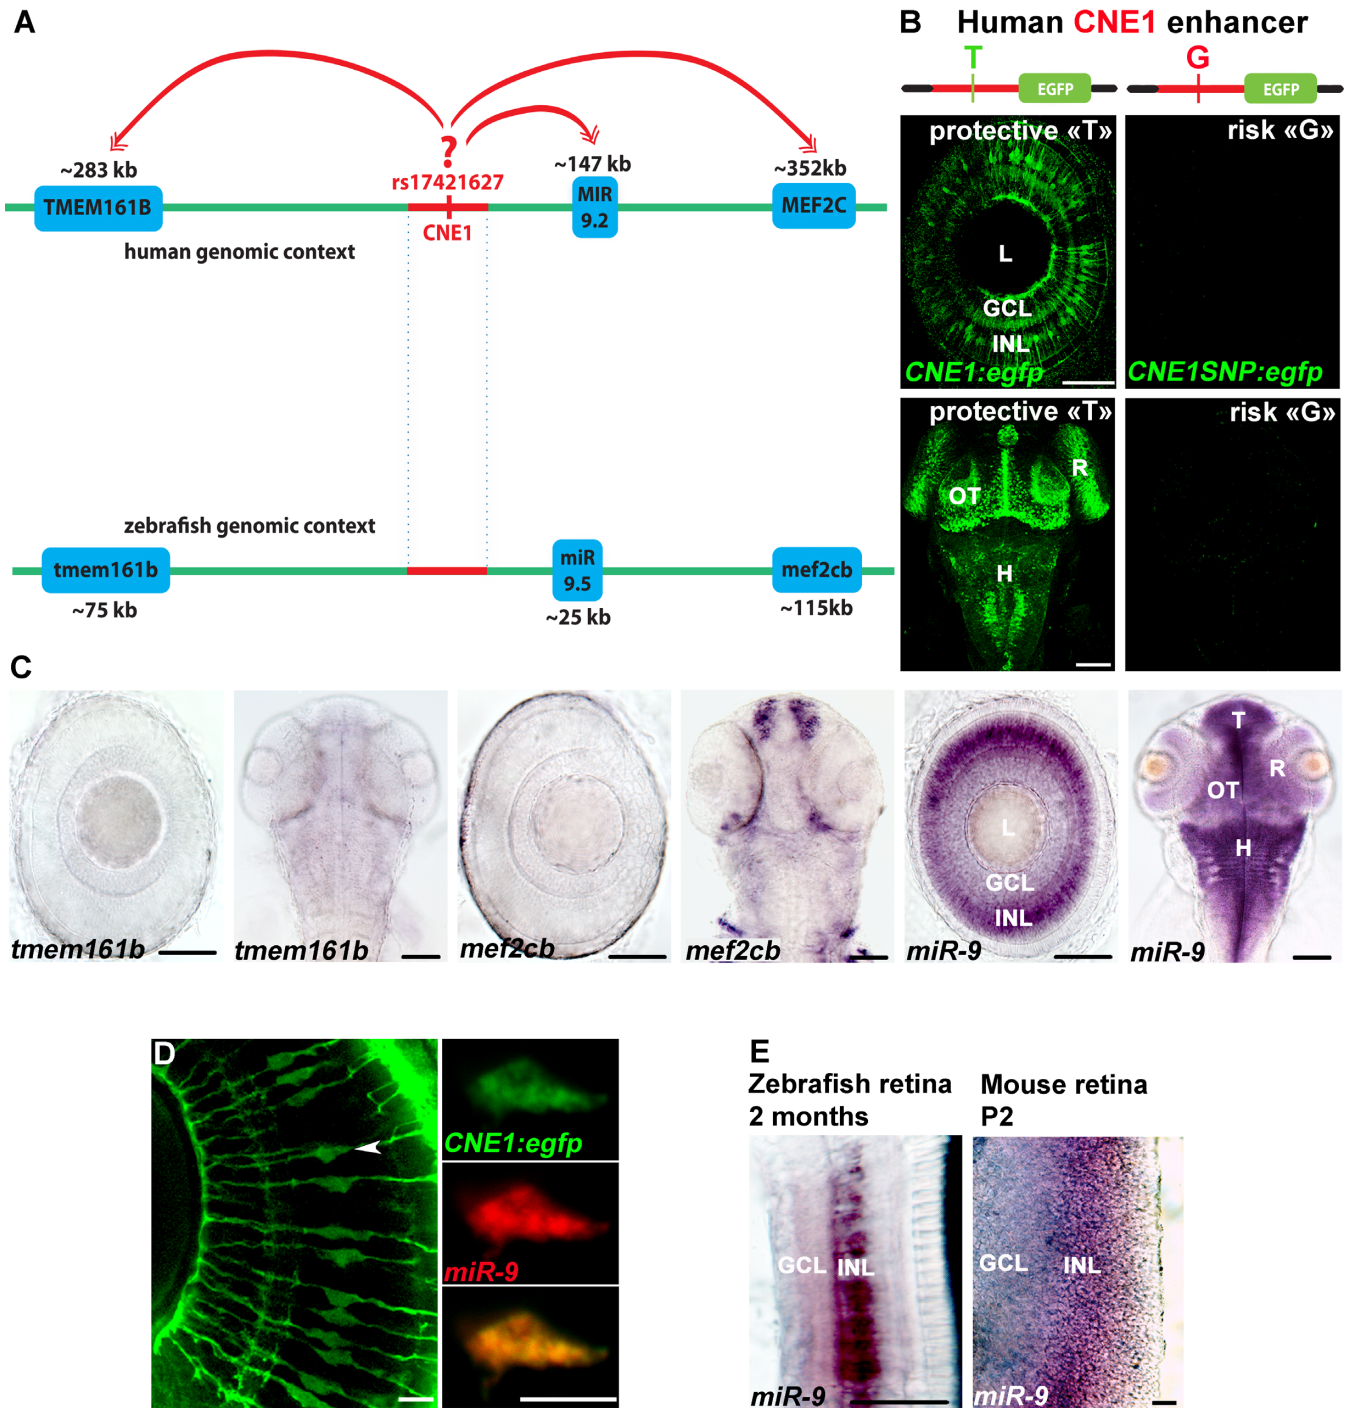 A
~283 kb
TMEM161B
?
rs17421627
CNE1
~147 kb
MIR
9.2
~352kb
MEF2C
human genomic context
zebrafish genomic context
tmem161b
~75 kb
miR
9.5
~25 kb
mef2cb
~115kb
B
Human CNE1 enhancer
T
EGFP
G
EGFP
protective «T»
L
GCL
INL
CNE1:egfp
risk «G»
CNE1SNP:egfp
protective «T»
R
OT
H
risk «G»
C
tmem161b
tmem161b
mef2cb
mef2cb
L
GCL
INL
miR-9
T
R
OT
H
miR-9
D
CNE1:egfp
miR-9
E
Zebrafish retina
2 months
GCL INL
miR-9
Mouse retina
P2
GCL INL
miR-9